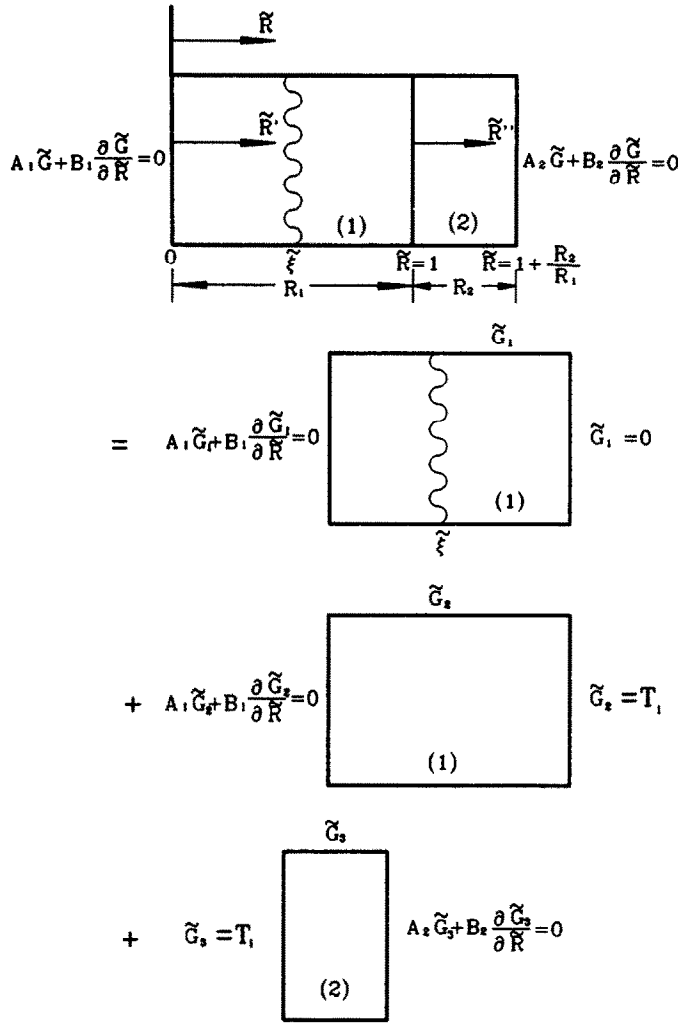 R̃
A₁G̃+B₁ ∂G̃/∂R̃ =0
R̃'
R̃''
A₂G̃+B₂ ∂G̃/∂R̃ =0
(1)
(2)
0
ξ̃
R̃=1
R̃=1+R₂/R₁
R₁
R₂
G̃₁
= A₁G̃₁+B₁ ∂G̃₁/∂R̃ =0
G̃₁ =0
(1)
ξ̃
G̃₂
+ A₁G̃₂+B₁ ∂G̃₂/∂R̃ =0
G̃₂ =T₁
(1)
G̃₃
+ G̃₃ =T₁
A₂G̃₃+B₂ ∂G̃₃/∂R̃ =0
(2)